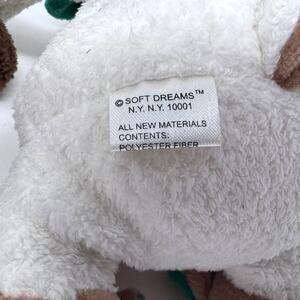 © SOFT DREAMS™
N.Y. N.Y. 10001
ALL NEW MATERIALS
CONTENTS:
POLYESTER FIBER